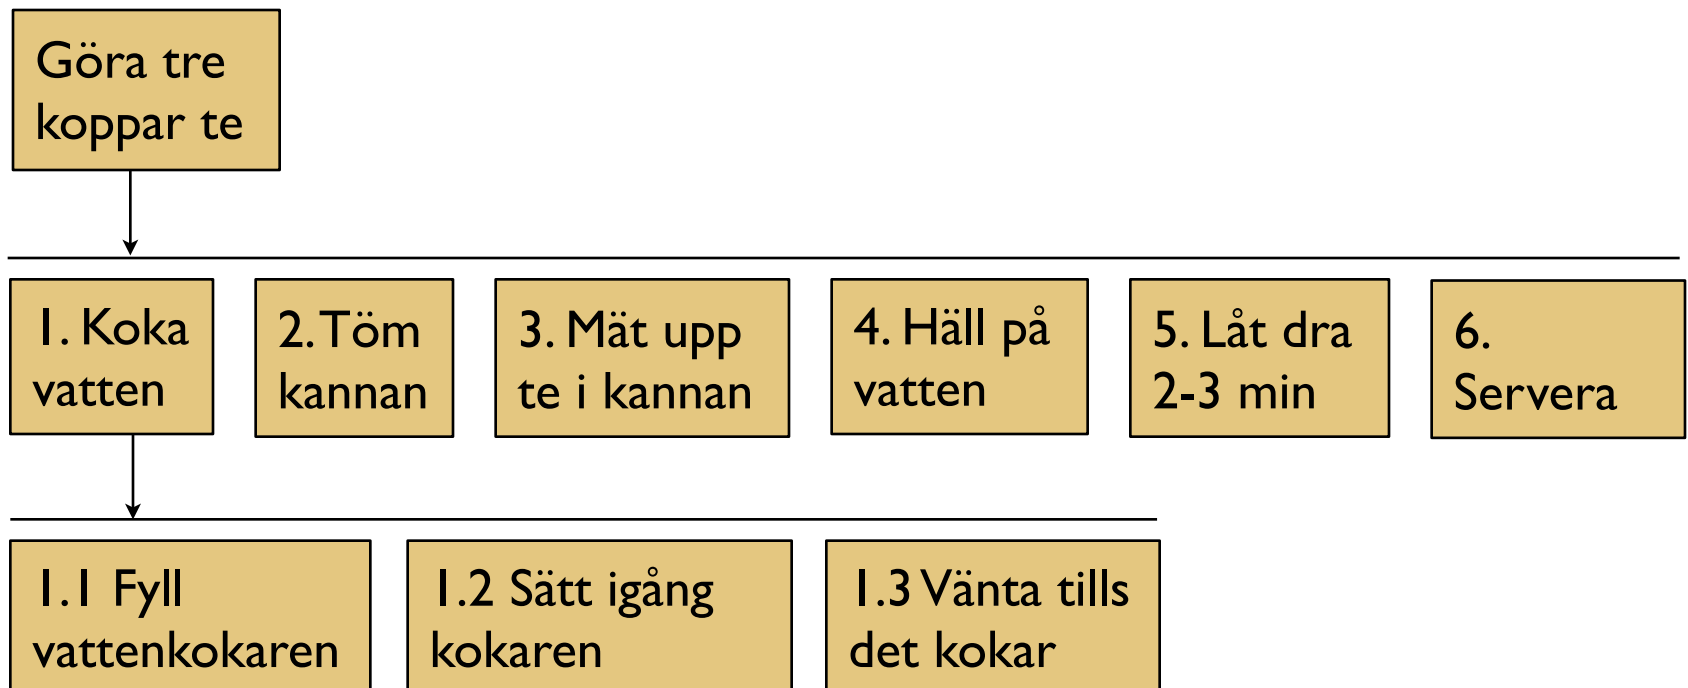 Göra tre
koppar te
1. Koka
vatten
2. Töm
kannan
3. Mät upp
te i kannan
4. Häll på
vatten
5. Låt dra
2-3 min
6.
Servera
1.1 Fyll
vattenkokaren
1.2 Sätt igång
kokaren
1.3 Vänta tills
det kokar